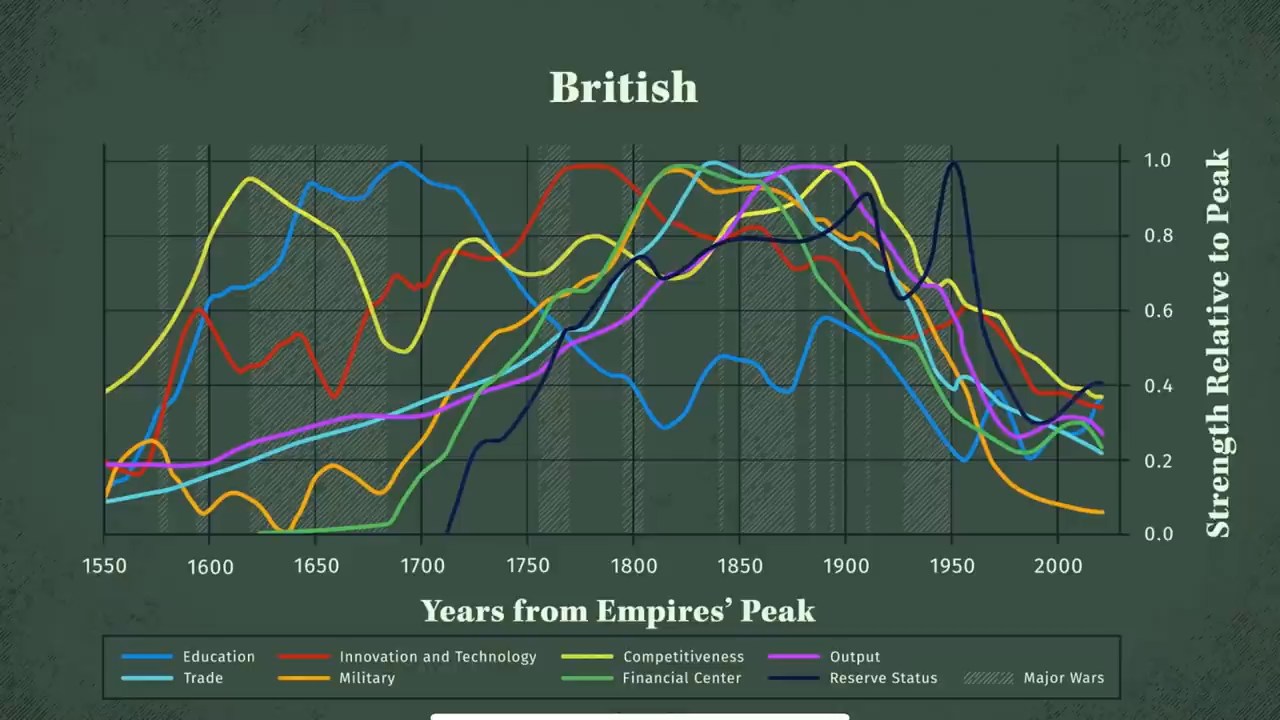 British
1.0
0.8
0.6
0.4
0.2
0.0
Strength Relative to Peak
1550 1600 1650 1700 1750 1800 1850 1900 1950 2000
Years from Empires’ Peak
Education Innovation and Technology Competitiveness Output
Trade Military Financial Center Reserve Status Major Wars